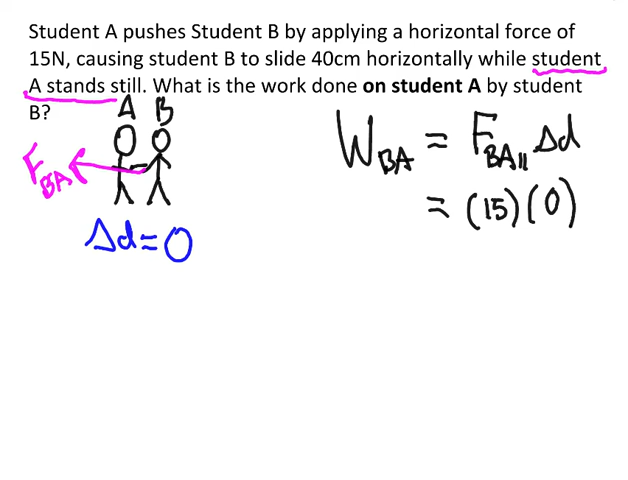 Student A pushes Student B by applying a horizontal force of
15N, causing student B to slide 40cm horizontally while student
A stands still. What is the work done on student A by student
B?
A B
F_BA
Δd=0
W_BA = F_BA|| Δd
= (15)(0)